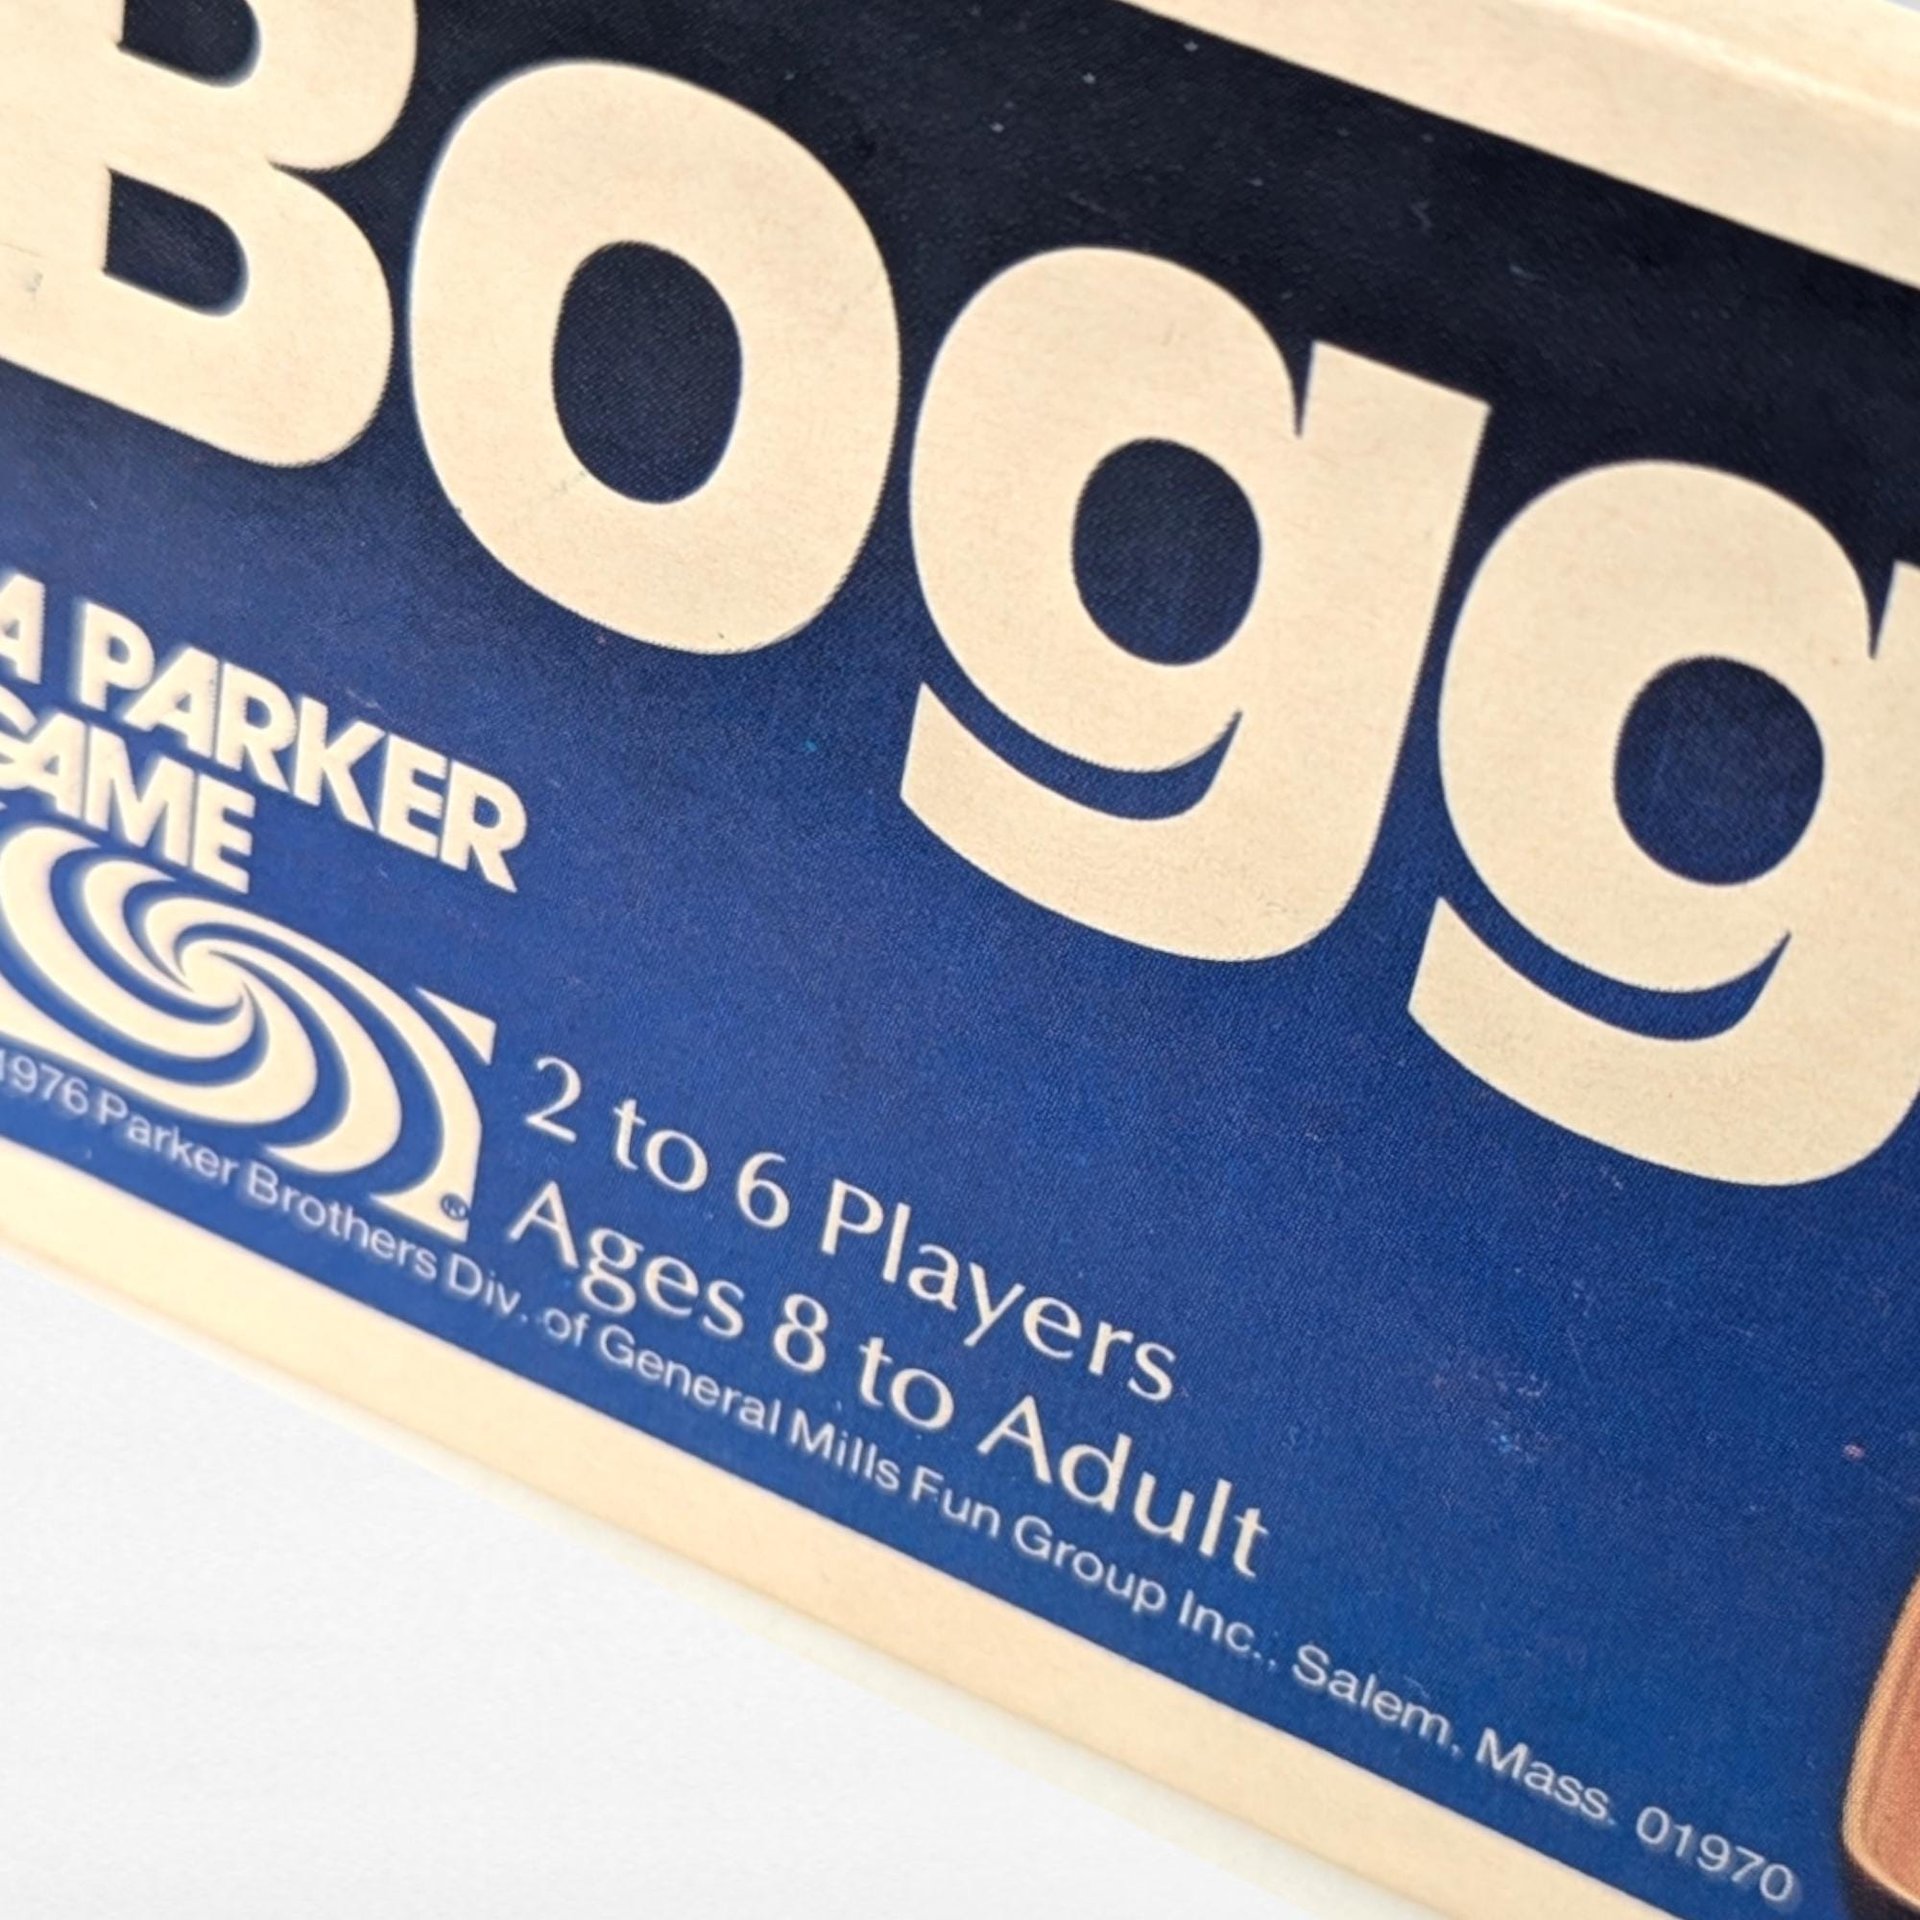 Bogg
A PARKER
GAME
2 to 6 Players
Ages 8 to Adult
1976 Parker Brothers Div. of General Mills Fun Group Inc., Salem, Mass. 01970